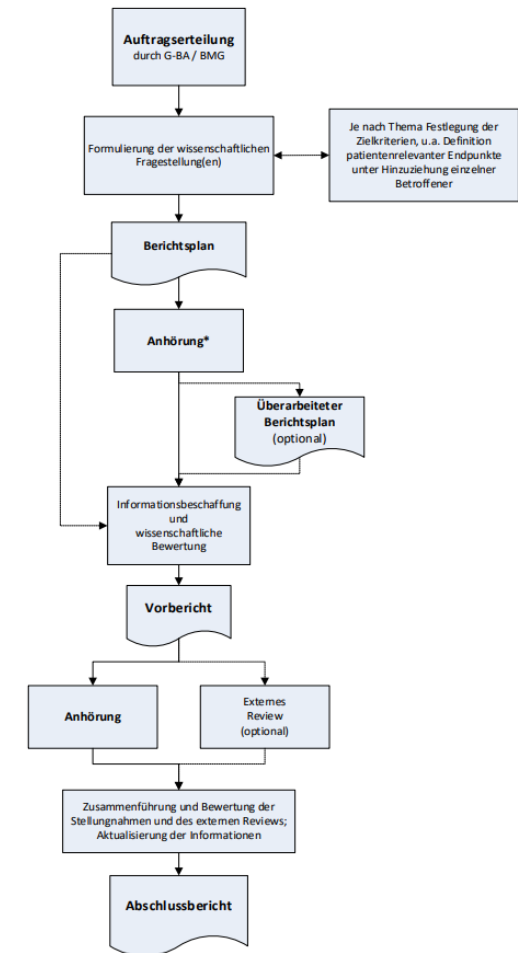 Auftragserteilung
durch G-BA / BMG
Formulierung der wissenschaftlichen
Fragestellung(en)
Je nach Thema Festlegung der
Zielkriterien, u.a. Definition
patientenrelevanter Endpunkte
unter Hinzuziehung einzelner
Betroffener
Berichtsplan
Anhörung*
Überarbeiteter
Berichtsplan
(optional)
Informationsbeschaffung
und
wissenschaftliche
Bewertung
Vorbericht
Anhörung
Externes
Review
(optional)
Zusammenführung und Bewertung der
Stellungnahmen und des externen Reviews;
Aktualisierung der Informationen
Abschlussbericht